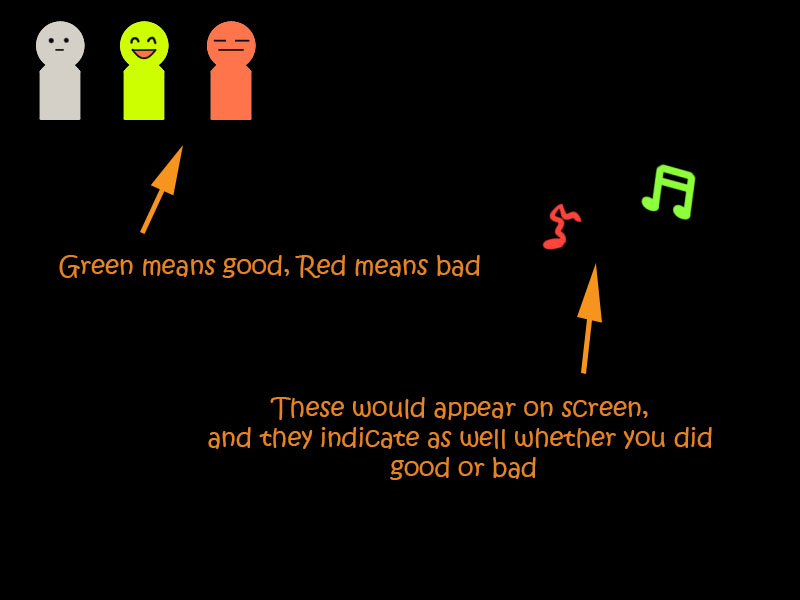 Green means good, Red means bad
These would appear on screen,
and they indicate as well whether you did
good or bad